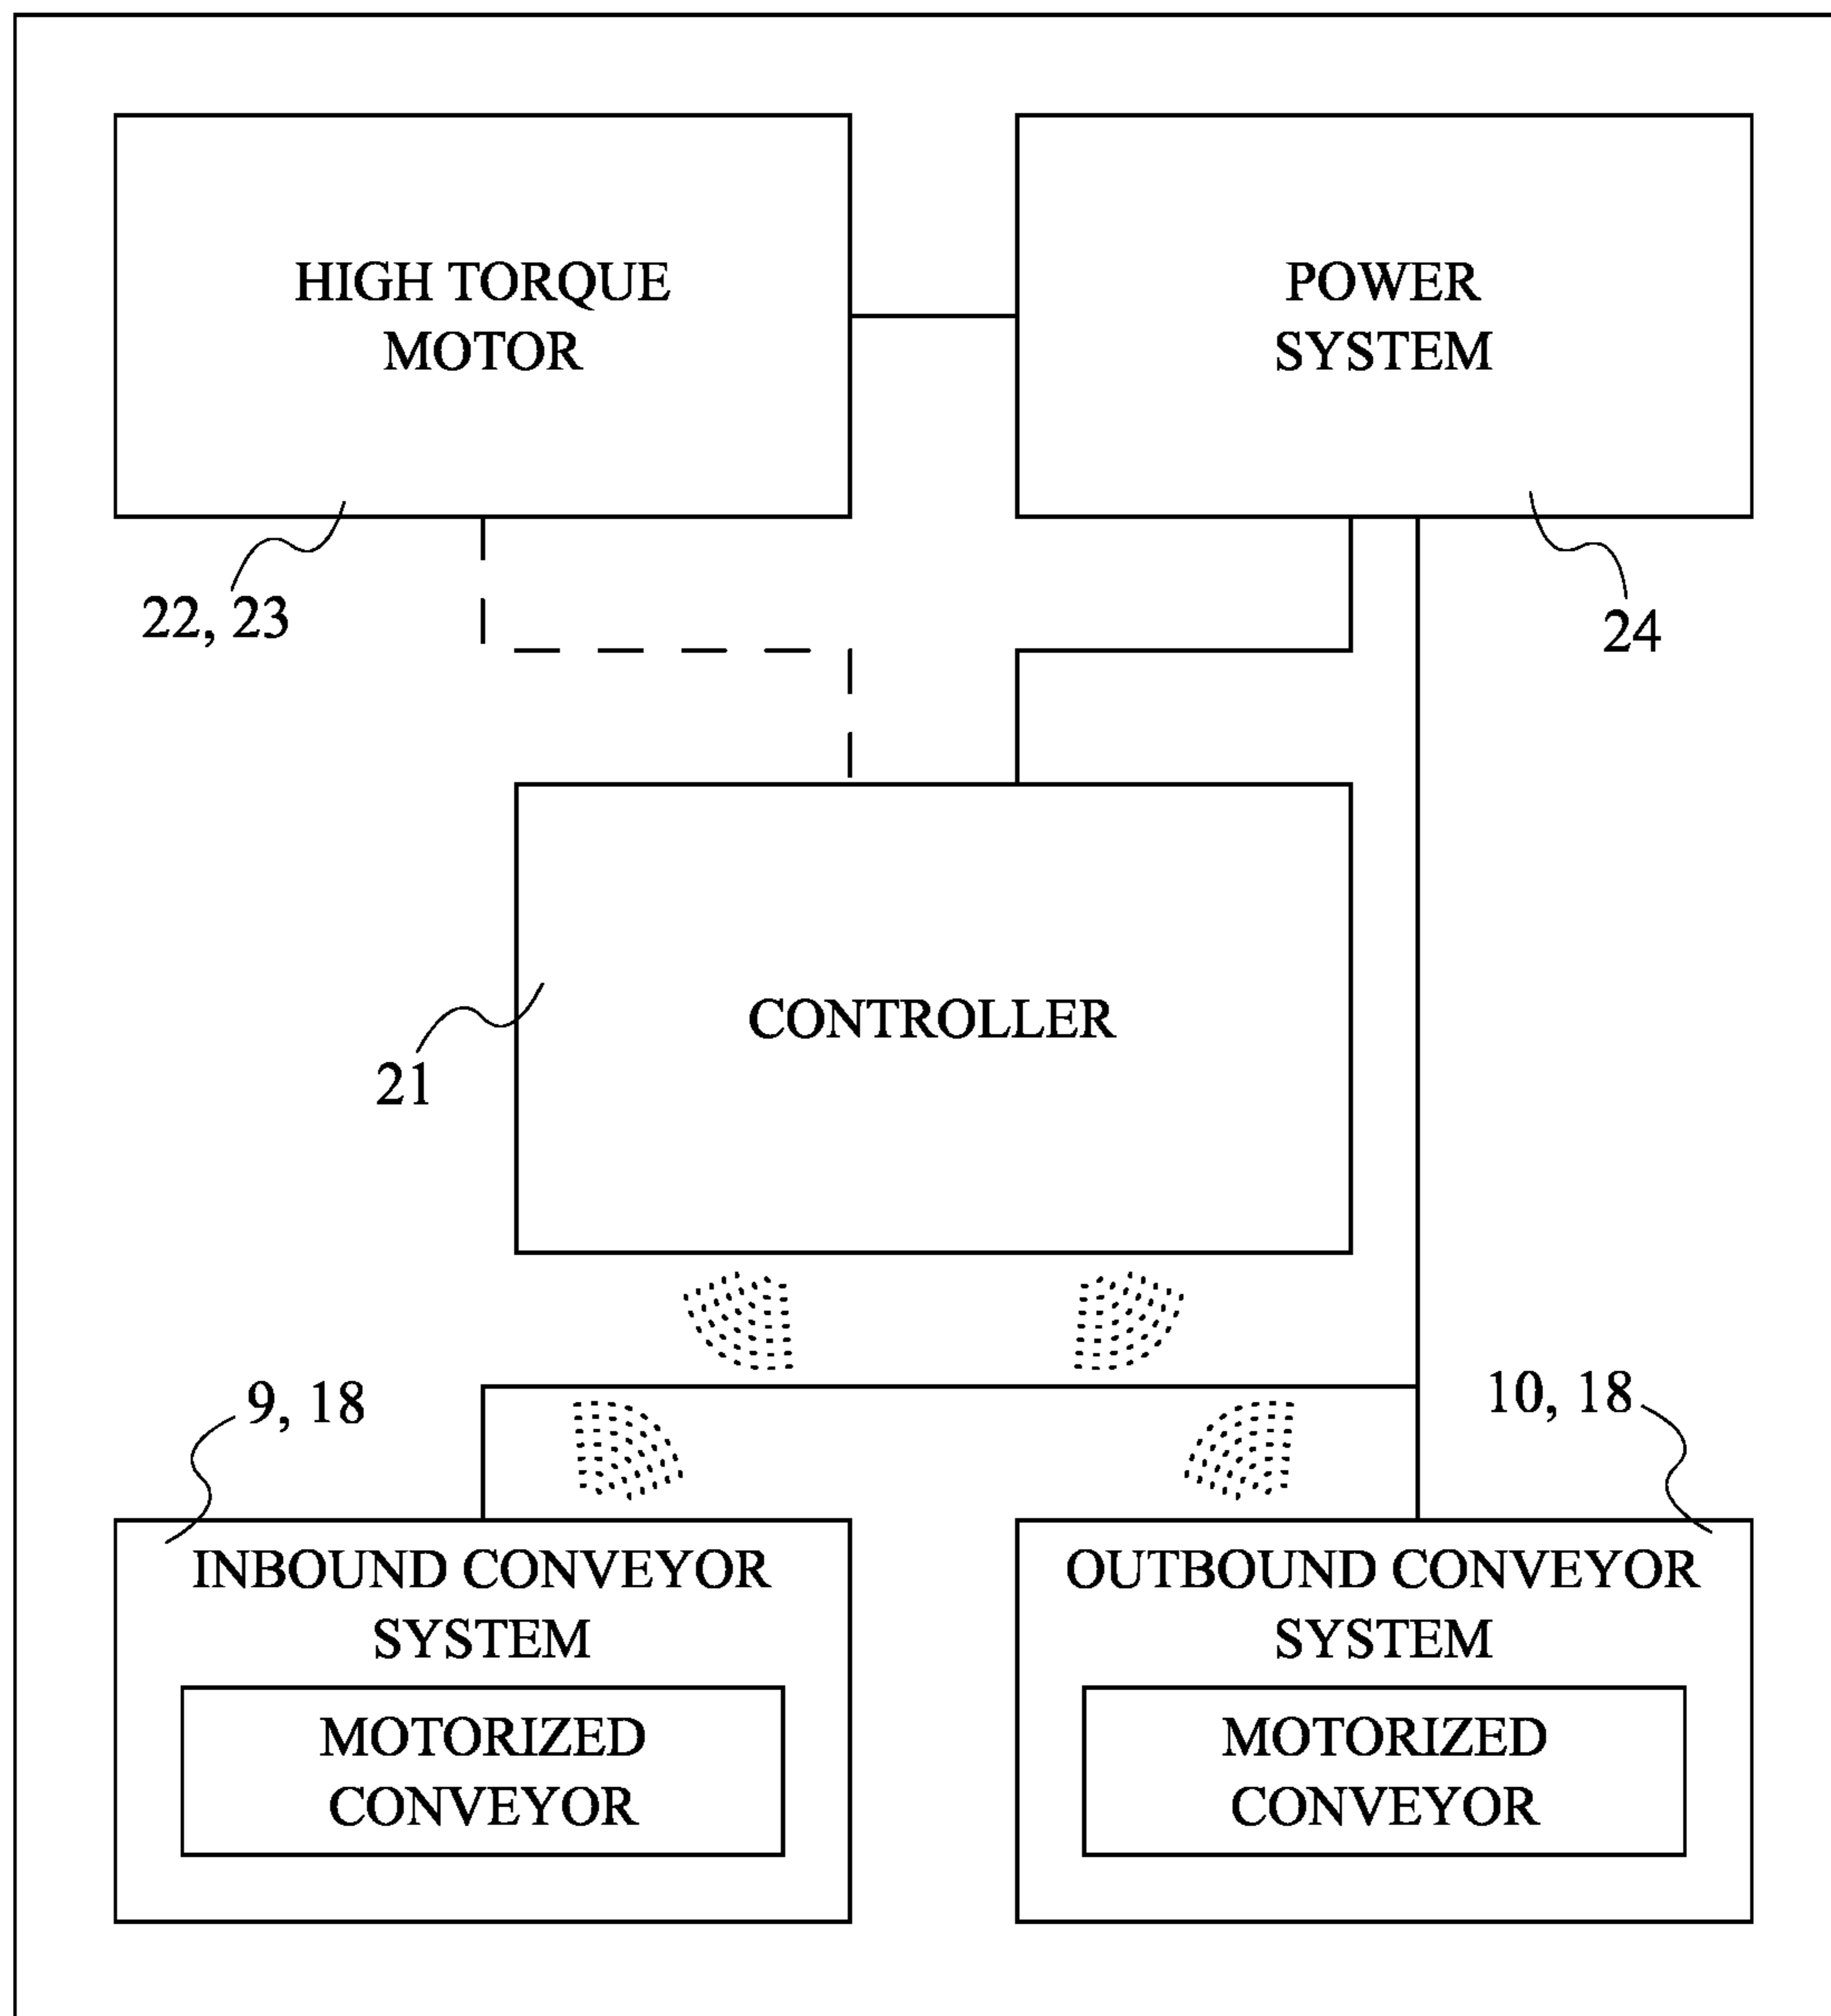 HIGH TORQUE
MOTOR
POWER
SYSTEM
22, 23
24
CONTROLLER
21
9, 18
10, 18
INBOUND CONVEYOR
SYSTEM
MOTORIZED
CONVEYOR
OUTBOUND CONVEYOR
SYSTEM
MOTORIZED
CONVEYOR